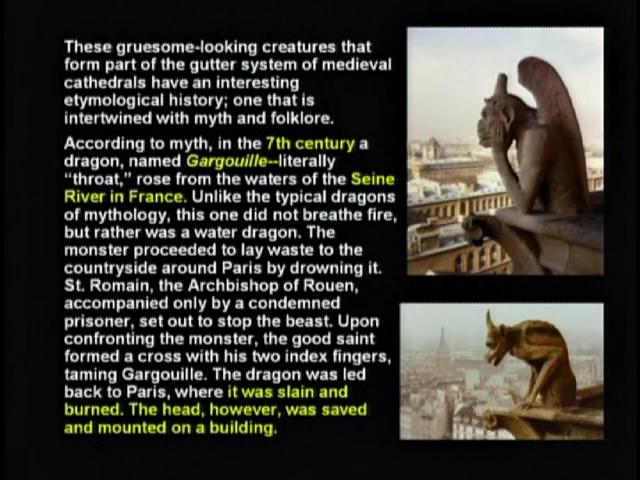 These gruesome-looking creatures that
form part of the gutter system of medieval
cathedrals have an interesting
etymological history; one that is
intertwined with myth and folklore.
According to myth, in the 7th century a
dragon, named Gargouille--literally
“throat,” rose from the waters of the Seine
River in France. Unlike the typical dragons
of mythology, this one did not breathe fire,
but rather was a water dragon. The
monster proceeded to lay waste to the
countryside around Paris by drowning it.
St. Romain, the Archbishop of Rouen,
accompanied only by a condemned
prisoner, set out to stop the beast. Upon
confronting the monster, the good saint
formed a cross with his two index fingers,
taming Gargouille. The dragon was led
back to Paris, where it was slain and
burned. The head, however, was saved
and mounted on a building.